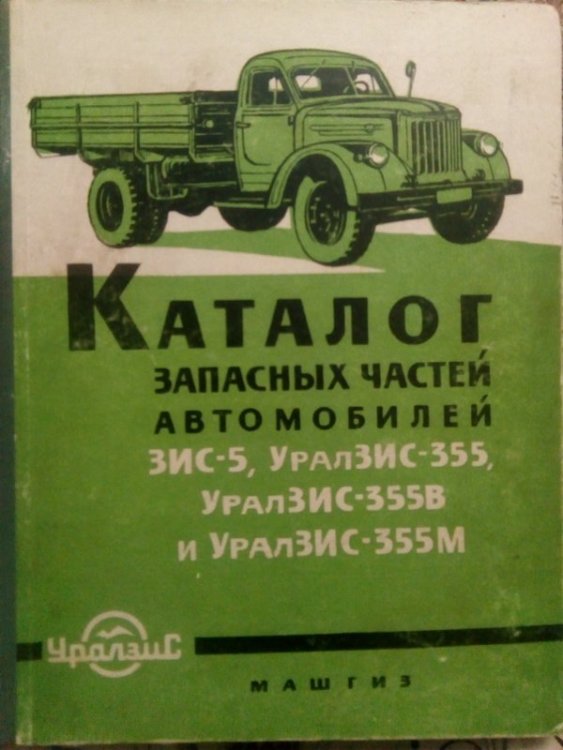 КАТАЛОГ
ЗАПАСНЫХ ЧАСТЕЙ
АВТОМОБИЛЕЙ
ЗИС-5, УРАЛЗИС-355,
УРАЛЗИС-355В
И УРАЛЗИС-355М
УралЗиС
МАШГИЗ